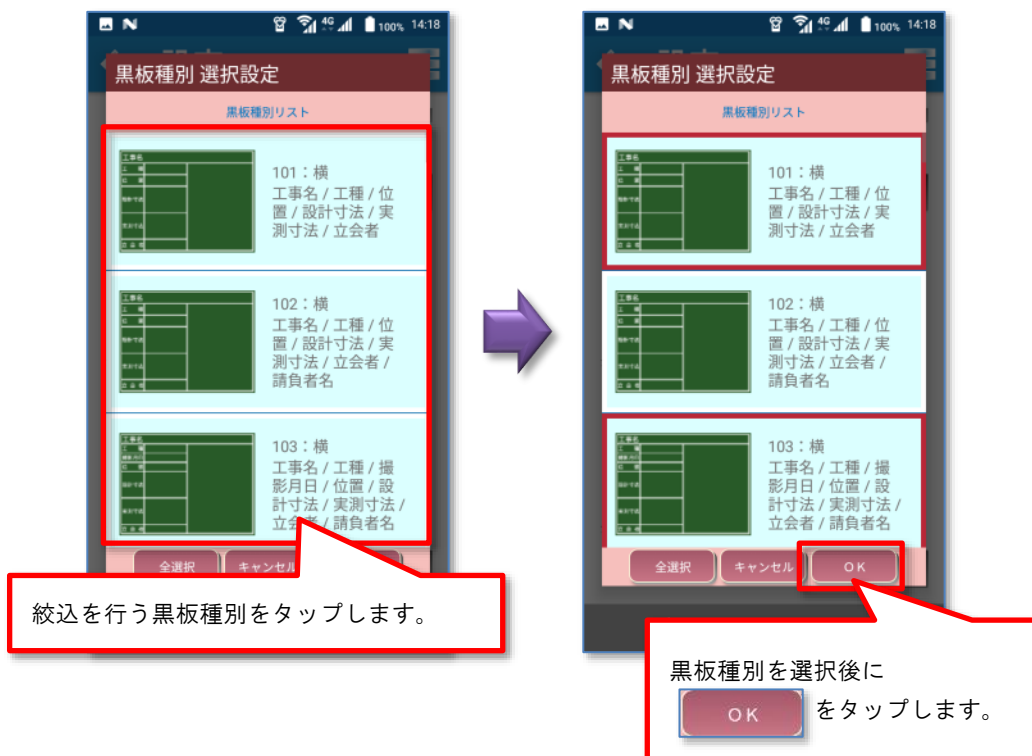 100% 14:18
黒板種別 選択設定
黒板種別リスト
工事名
101：横
工事名 / 工種 / 位
置 / 設計寸法 / 実
測寸法 / 立会者
工事名
102：横
工事名 / 工種 / 位
置 / 設計寸法 / 実
測寸法 / 立会者 /
請負者名
工事名
103：横
工事名 / 工種 / 撮
影月日 / 位置 / 設
計寸法 / 実測寸法 /
立会者 / 請負者名
全選択 キャンセル
絞込を行う黒板種別をタップします。
4G 100% 14:18
黒板種別 選択設定
黒板種別リスト
工事名
101：横
工事名 / 工種 / 位
置 / 設計寸法 / 実
測寸法 / 立会者
工事名
102：横
工事名 / 工種 / 位
置 / 設計寸法 / 実
測寸法 / 立会者 /
請負者名
工事名
103：横
工事名 / 工種 / 撮
影月日 / 位置 / 設
計寸法 / 実測寸法 /
立会者 / 請負者名
全選択 キャンセル OK
黒板種別を選択後に
OK をタップします。